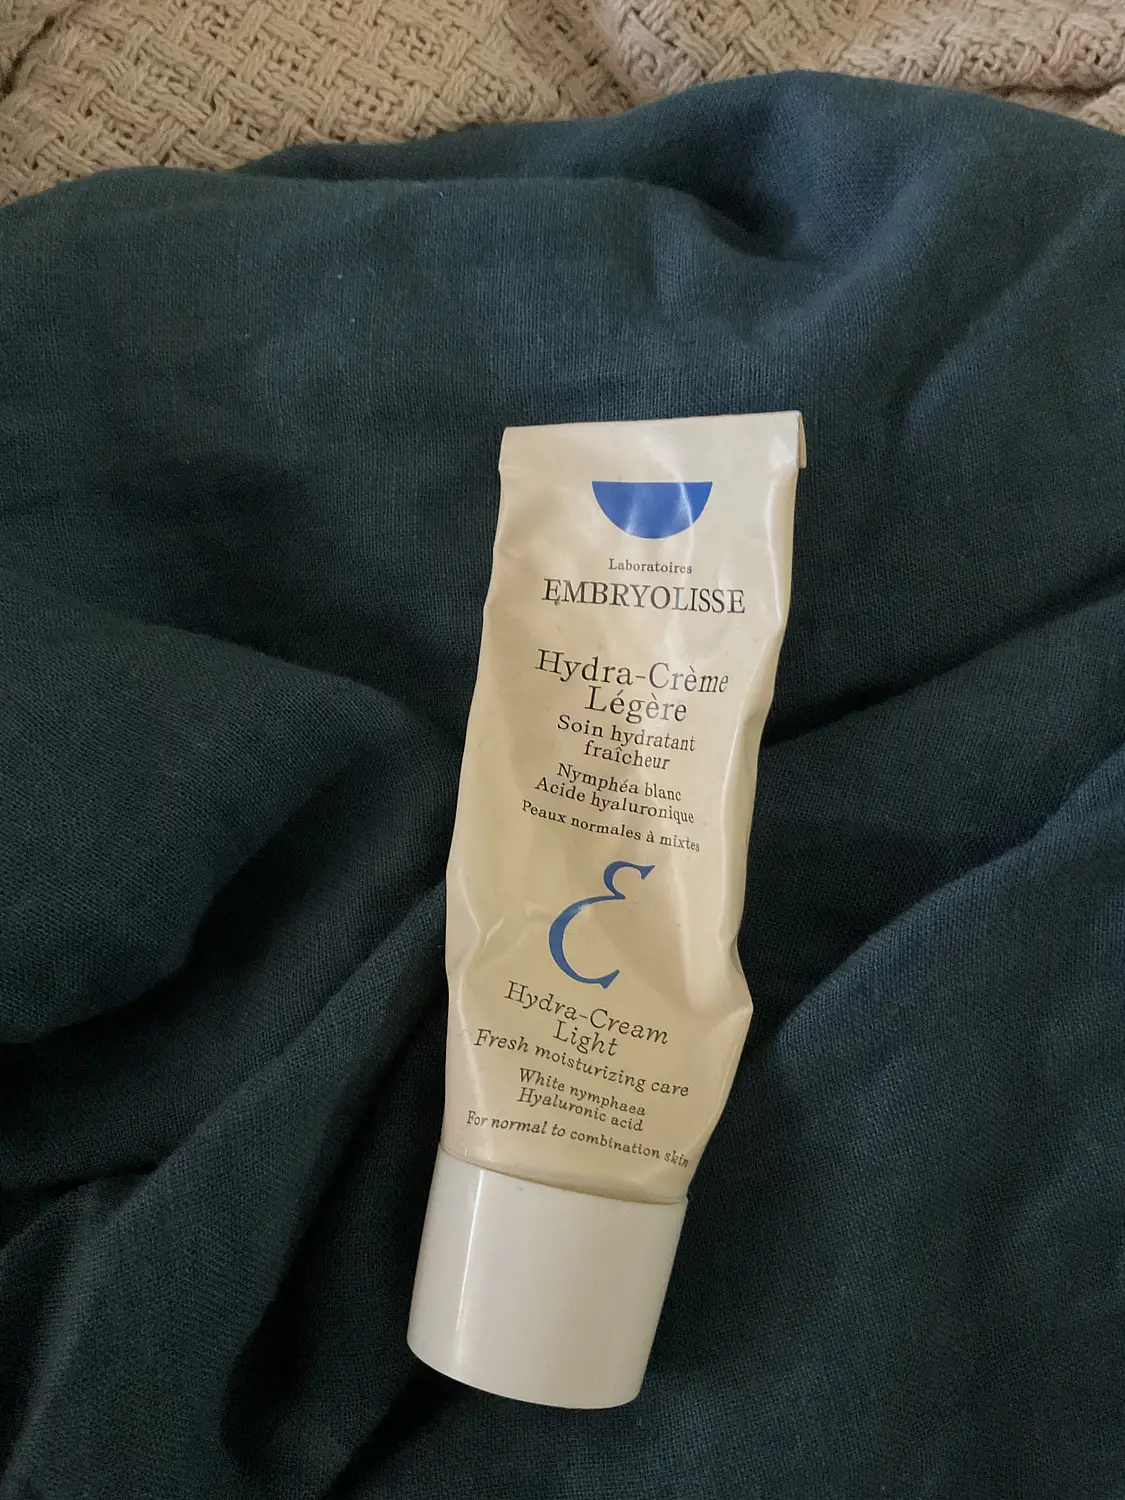 Laboratoires
EMBRYOLISSE
Hydra-Crème
Légère
Soin hydratant
fraîcheur
Nymphéa blanc
Acide hyaluronique
Peaux normales à mixtes
E
Hydra-Cream
Light
Fresh moisturizing care
White nymphaea
Hyaluronic acid
For normal to combination skin